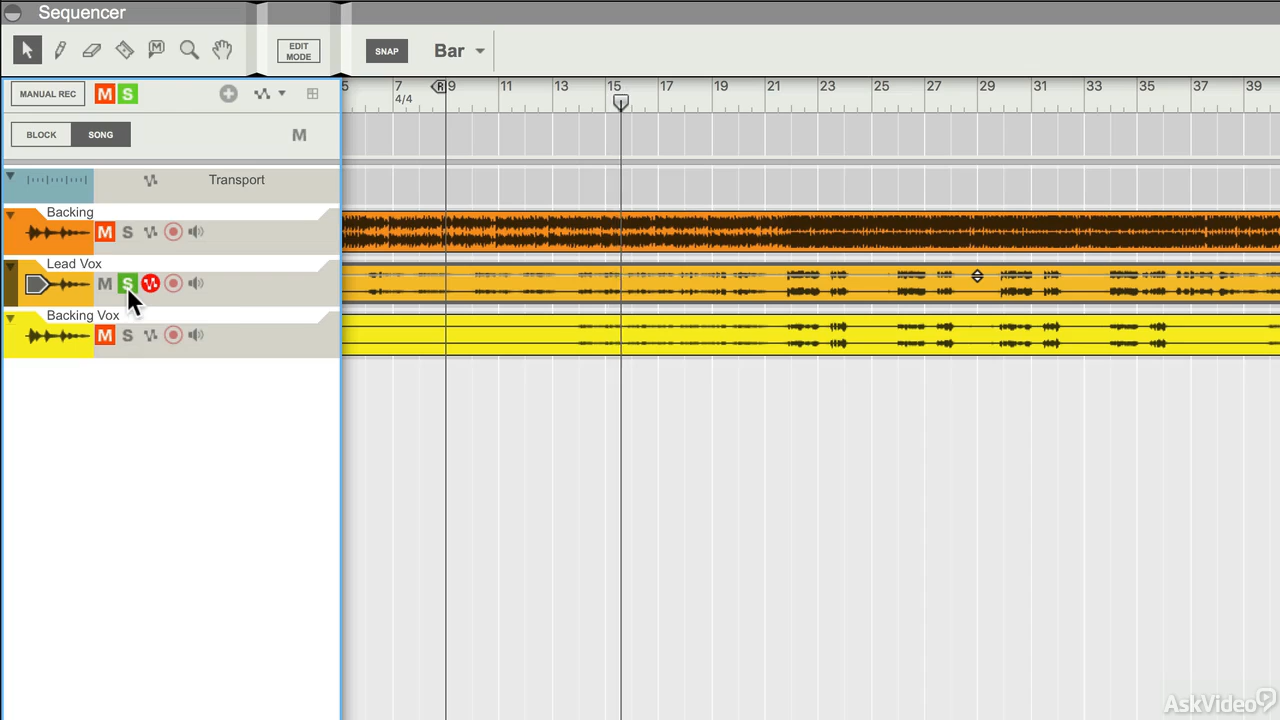 Sequencer
EDIT
MODE
SNAP
Bar
MANUAL REC
M
S
5
7
R
9
11
13
15
17
19
21
23
25
27
29
31
33
35
37
39
4/4
BLOCK
SONG
M
Transport
Backing
M
S
Lead Vox
M
S
Backing Vox
M
S
AskVideo